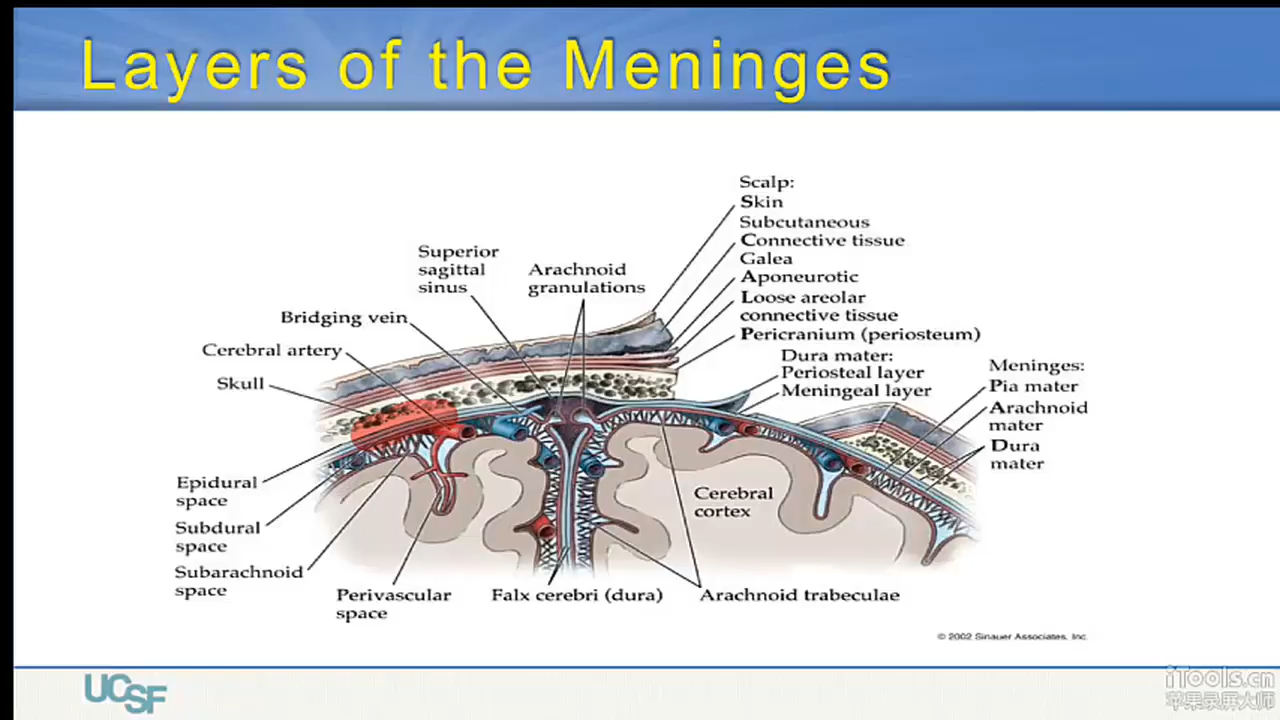 Layers of the Meninges
Scalp:
Skin
Subcutaneous
Connective tissue
Galea
Aponeurotic
Loose areolar
connective tissue
Pericranium (periosteum)
Dura mater:
Periosteal layer
Meningeal layer
Meninges:
Pia mater
Arachnoid
mater
Dura
mater
Superior
sagittal
sinus
Arachnoid
granulations
Bridging vein
Cerebral artery
Skull
Epidural
space
Subdural
space
Subarachnoid
space
Perivascular
space
Falx cerebri (dura)
Arachnoid trabeculae
Cerebral
cortex
© 2002 Sinauer Associates, Inc.
UCSF
iTools.cn
苹果录屏大师